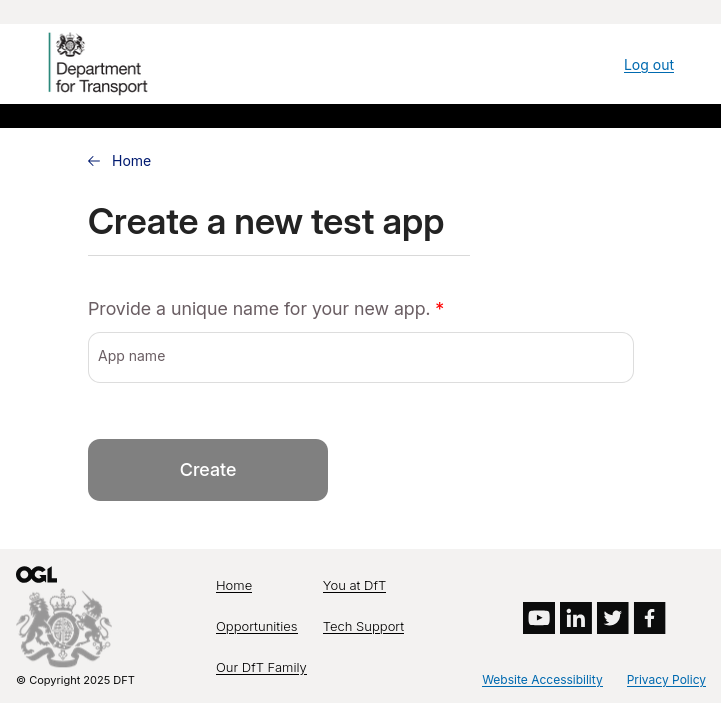 Department
for Transport
Log out
Home
Create a new test app
Provide a unique name for your new app. *
App name
Create
OGL
© Copyright 2025 DFT
Home
You at DfT
Opportunities
Tech Support
Our DfT Family
Website Accessibility
Privacy Policy